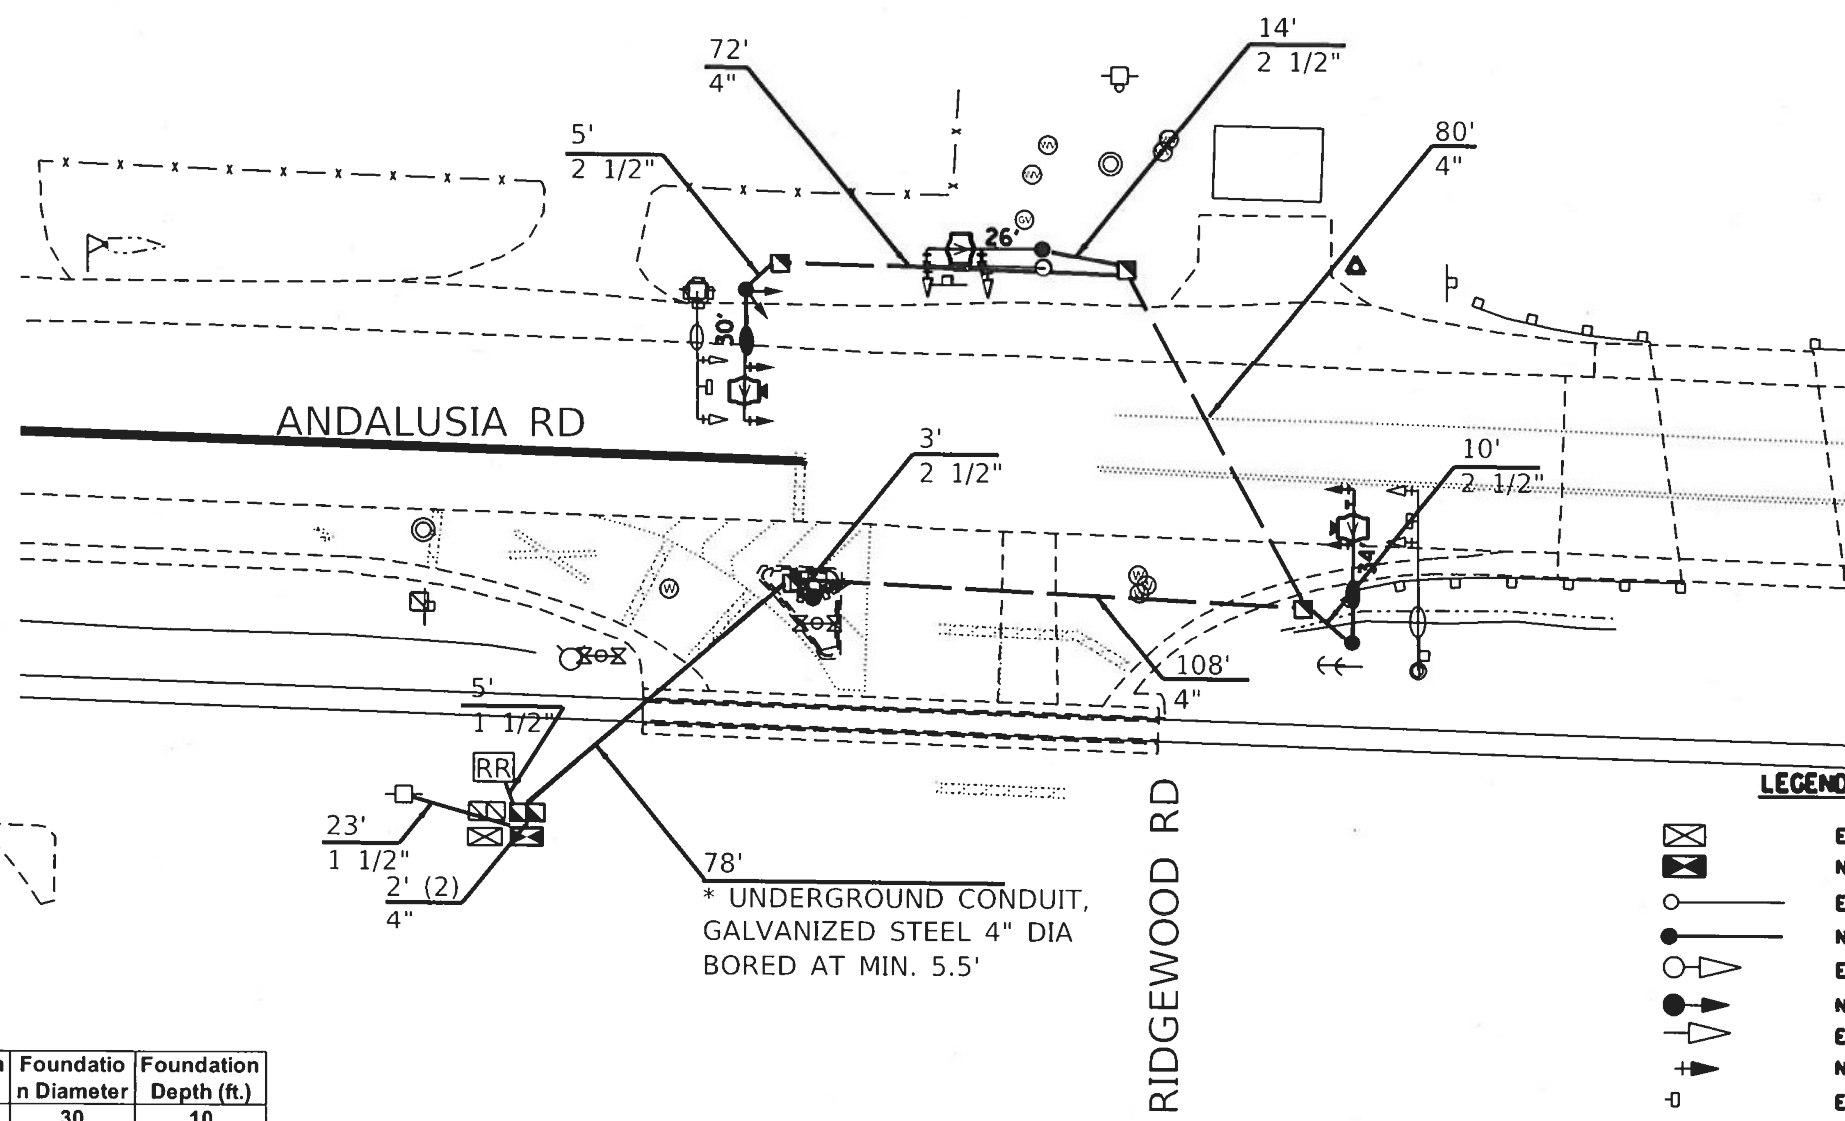 14'
2 1/2"
72'
4"
5'
2 1/2"
80'
4"
26'
GV
30'
ANDALUSIA RD
3'
2 1/2"
10'
2 1/2"
34'
W
108'
4"
5'
1 1/2"
RR
23'
1 1/2"
2' (2)
4"
78'
* UNDERGROUND CONDUIT,
GALVANIZED STEEL 4" DIA
BORED AT MIN. 5.5'
RIDGEWOOD RD
LEGEND
E
N
E
N
E
N
E
N
E
n Foundatio Foundation
n Diameter Depth (ft.)
30 10